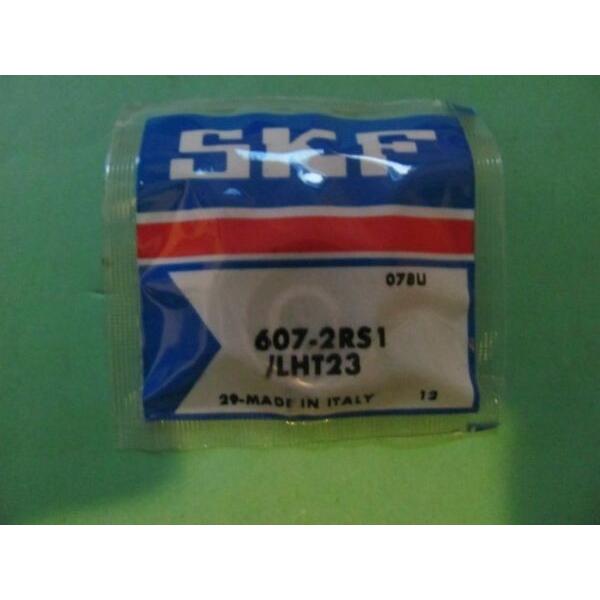 SKF
078U
607-2RS1
/LHT23
29-MADE IN ITALY 13